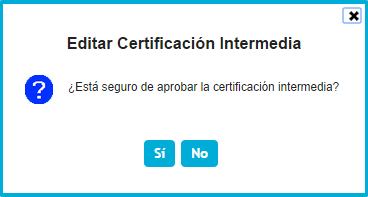 Editar Certificación Intermedia
¿Está seguro de aprobar la certificación intermedia?
Sí No